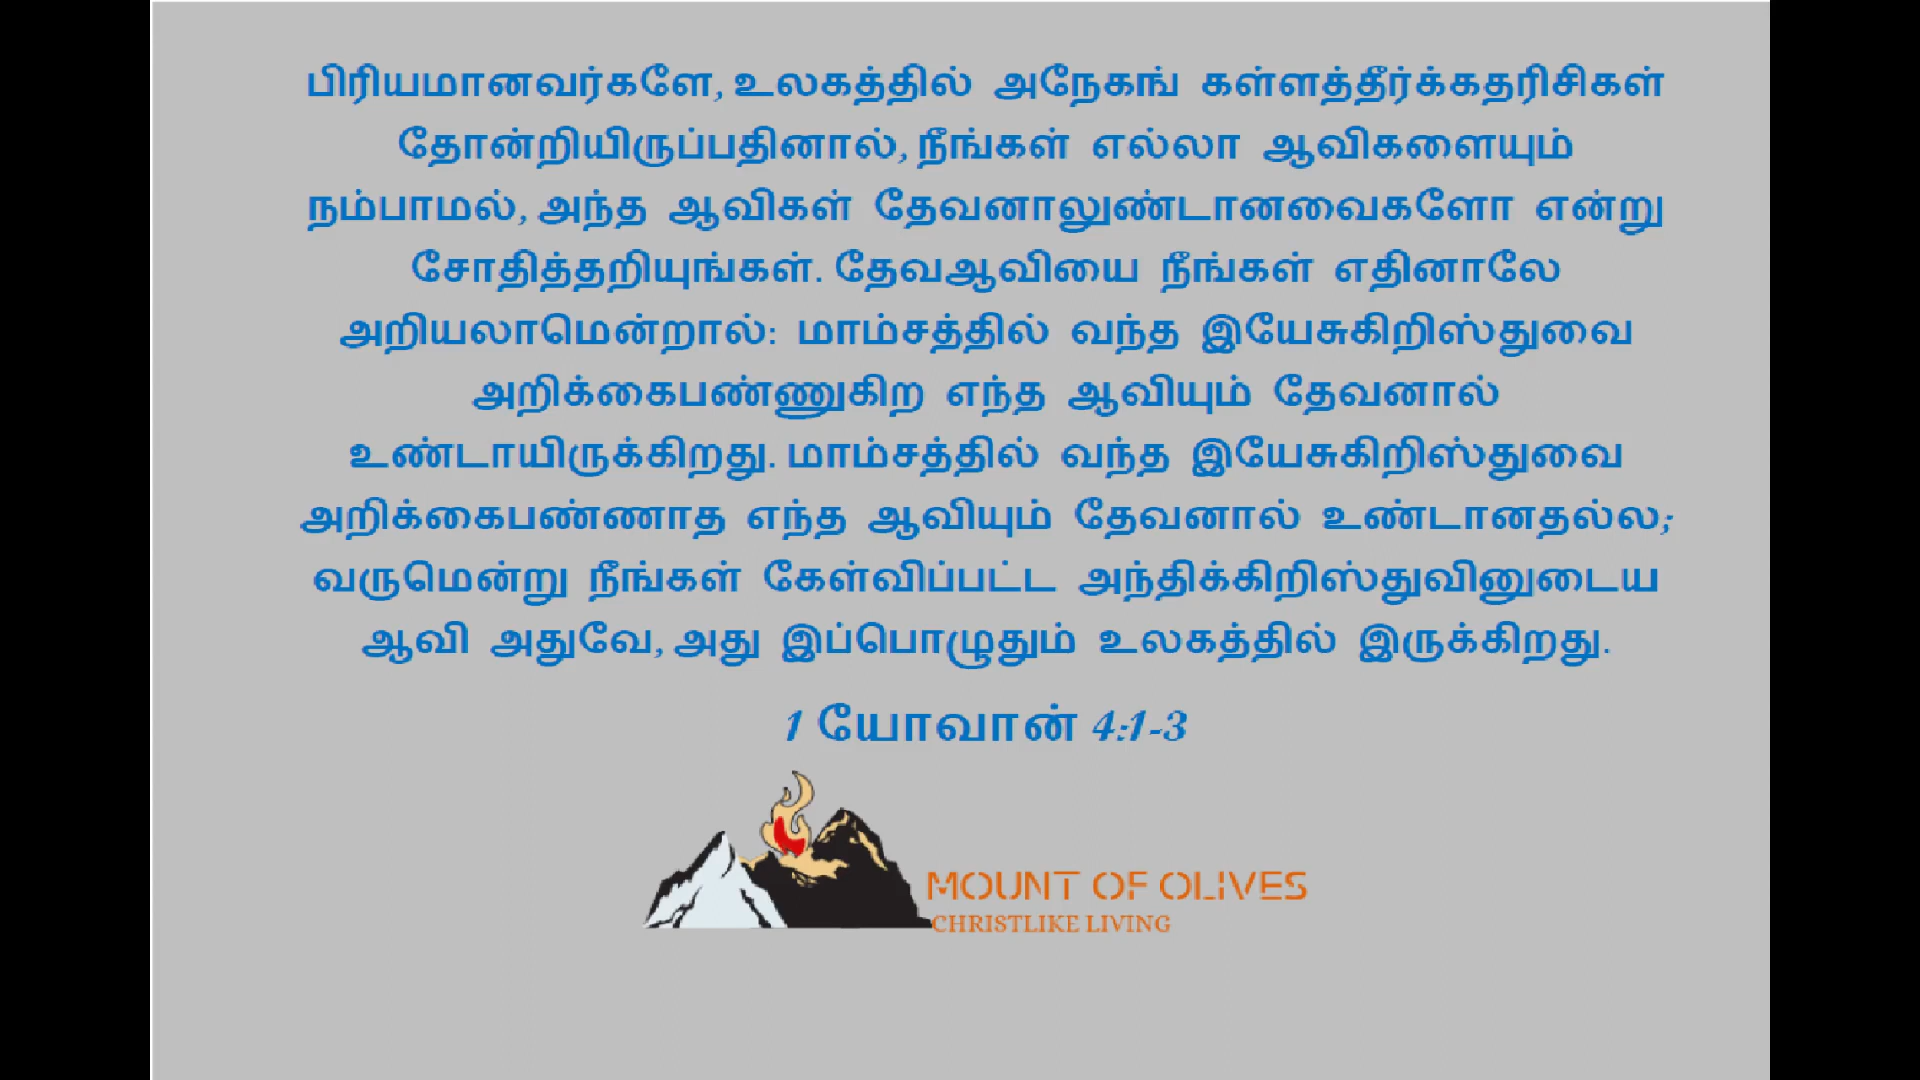 பிரியமானவர்களே, உலகத்தில் அநேகங் கள்ளத்தீர்க்கதரிசிகள்
தோன்றியிருப்பதினால், நீங்கள் எல்லா ஆவிகளையும்
நம்பாமல், அந்த ஆவிகள் தேவனாலுண்டானவைகளோ என்று
சோதித்தறியுங்கள். தேவஆவியை நீங்கள் எதினாலே
அறியலாமென்றால்: மாம்சத்தில் வந்த இயேசுகிறிஸ்துவை
அறிக்கைபண்ணுகிற எந்த ஆவியும் தேவனால்
உண்டாயிருக்கிறது. மாம்சத்தில் வந்த இயேசுகிறிஸ்துவை
அறிக்கைபண்ணாத எந்த ஆவியும் தேவனால் உண்டானதல்ல;
வருமென்று நீங்கள் கேள்விப்பட்ட அந்திக்கிறிஸ்துவினுடைய
ஆவி அதுவே, அது இப்பொழுதும் உலகத்தில் இருக்கிறது.
1 யோவான் 4:1-3
MOUNT OF OLIVES
CHRISTLIKE LIVING